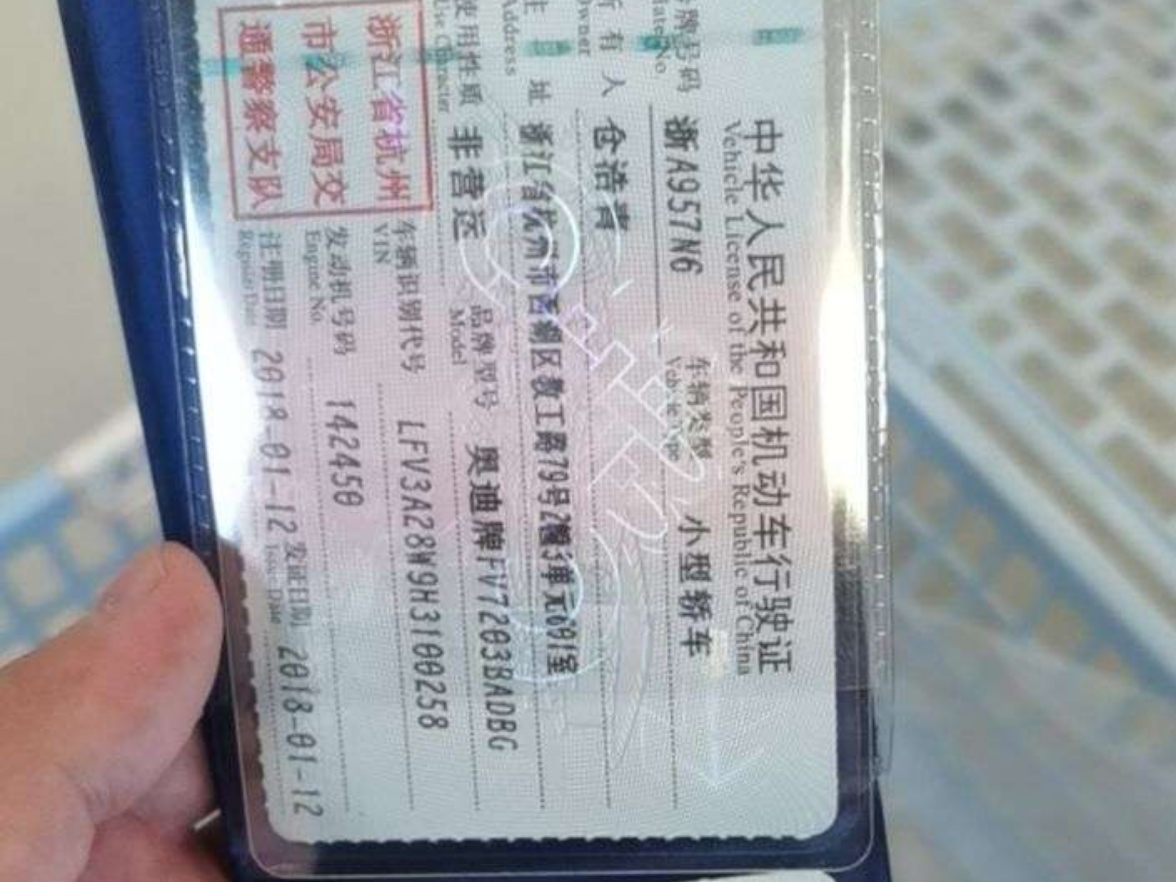 中华人民共和国机动车行驶证
Vehicle License of the People's Republic of China
号牌号码 浙A957N6 车辆类型 小型轿车
Plate No. Vehicle Type
所有人 仓浩青
Owner
住址 浙江省杭州市西湖区教工路79号2幢3单元601室
Address
使用性质 非营运 品牌型号 奥迪牌FV7203BADBG
Use Character Model
浙江省杭州
市公安局交
通警察支队
车辆识别代号 LFV3A28W9H3100258
VIN
发动机号码 142450
Engine No.
注册日期 2018-01-12 发证日期 2018-01-12
Register Date Issue Date